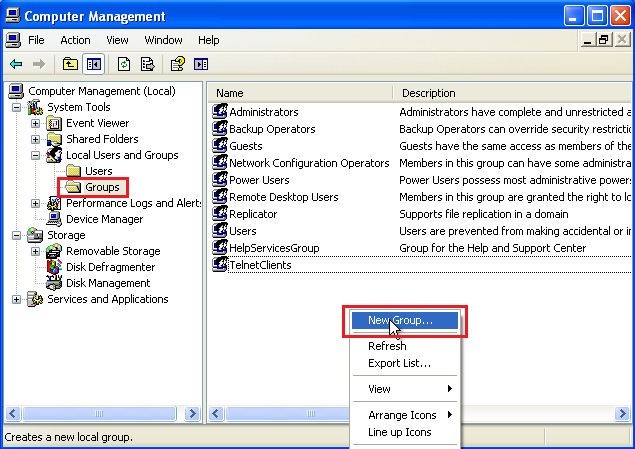 Computer Management
File Action View Window Help
Computer Management (Local)
System Tools
Event Viewer
Shared Folders
Local Users and Groups
Users
Groups
Performance Logs and Alerts
Device Manager
Storage
Removable Storage
Disk Defragmenter
Disk Management
Services and Applications
Name Description
Administrators Administrators have complete and unrestricted a
Backup Operators Backup Operators can override security restrictio
Guests Guests have the same access as members of the
Network Configuration Operators Members in this group can have some administra
Power Users Power Users possess most administrative power
Remote Desktop Users Members in this group are granted the right to lo
Replicator Supports file replication in a domain
Users Users are prevented from making accidental or in
HelpServicesGroup Group for the Help and Support Center
TelnetClients
New Group...
Refresh
Export List...
View
Arrange Icons
Line up Icons
Creates a new local group.